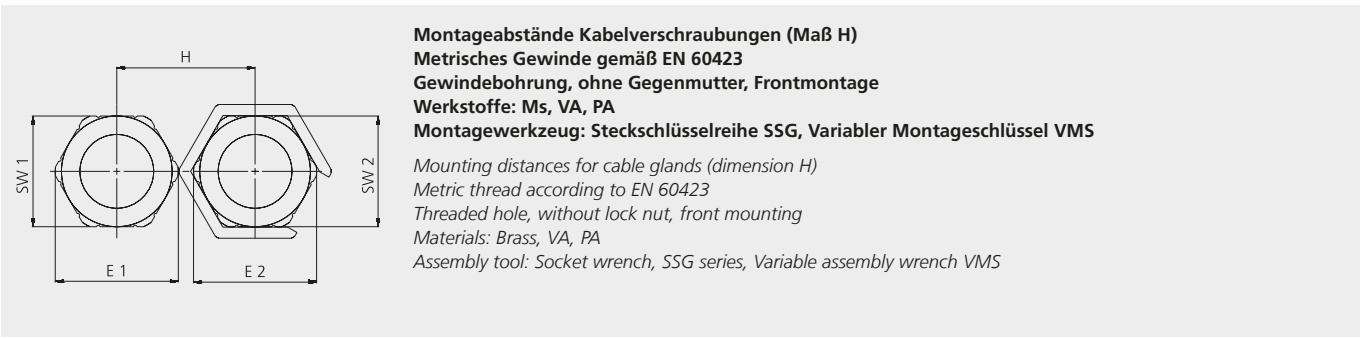 Montageabstände Kabelverschraubungen (Maß H)
Metrisches Gewinde gemäß EN 60423
Gewindebohrung, ohne Gegenmutter, Frontmontage
Werkstoffe: Ms, VA, PA
Montagewerkzeug: Steckschlüsselreihe SSG, Variabler Montageschlüssel VMS
Mounting distances for cable glands (dimension H)
Metric thread according to EN 60423
Threaded hole, without lock nut, front mounting
Materials: Brass, VA, PA
Assembly tool: Socket wrench, SSG series, Variable assembly wrench VMS
H
SW 1
SW 2
E 1
E 2